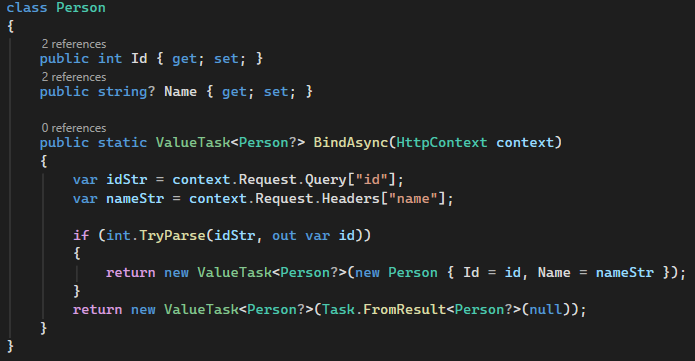 class Person
{
    2 references
    public int Id { get; set; }
    2 references
    public string? Name { get; set; }
    0 references
    public static ValueTask<Person?> BindAsync(HttpContext context)
    {
        var idStr = context.Request.Query["id"];
        var nameStr = context.Request.Headers["name"];
        if (int.TryParse(idStr, out var id))
        {
            return new ValueTask<Person?>(new Person { Id = id, Name = nameStr });
        }
        return new ValueTask<Person?>(Task.FromResult<Person?>(null));
    }
}